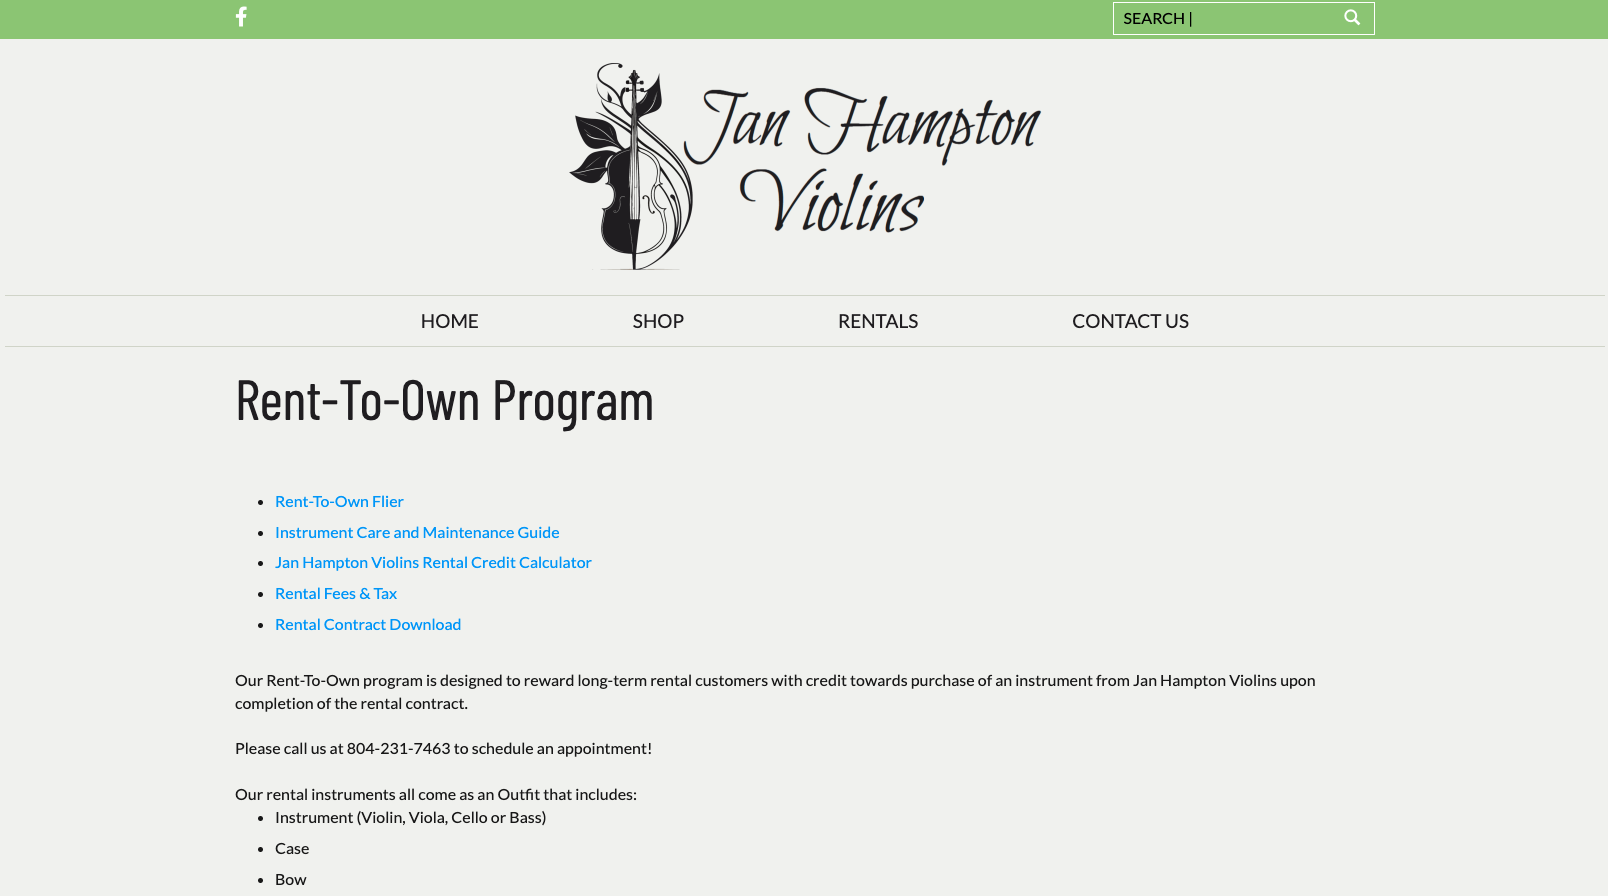 SEARCH |
Jan Hampton
Violins
HOME
SHOP
RENTALS
CONTACT US
Rent-To-Own Program
Rent-To-Own Flier
Instrument Care and Maintenance Guide
Jan Hampton Violins Rental Credit Calculator
Rental Fees & Tax
Rental Contract Download
Our Rent-To-Own program is designed to reward long-term rental customers with credit towards purchase of an instrument from Jan Hampton Violins upon
completion of the rental contract.
Please call us at 804-231-7463 to schedule an appointment!
Our rental instruments all come as an Outfit that includes:
Instrument (Violin, Viola, Cello or Bass)
Case
Bow